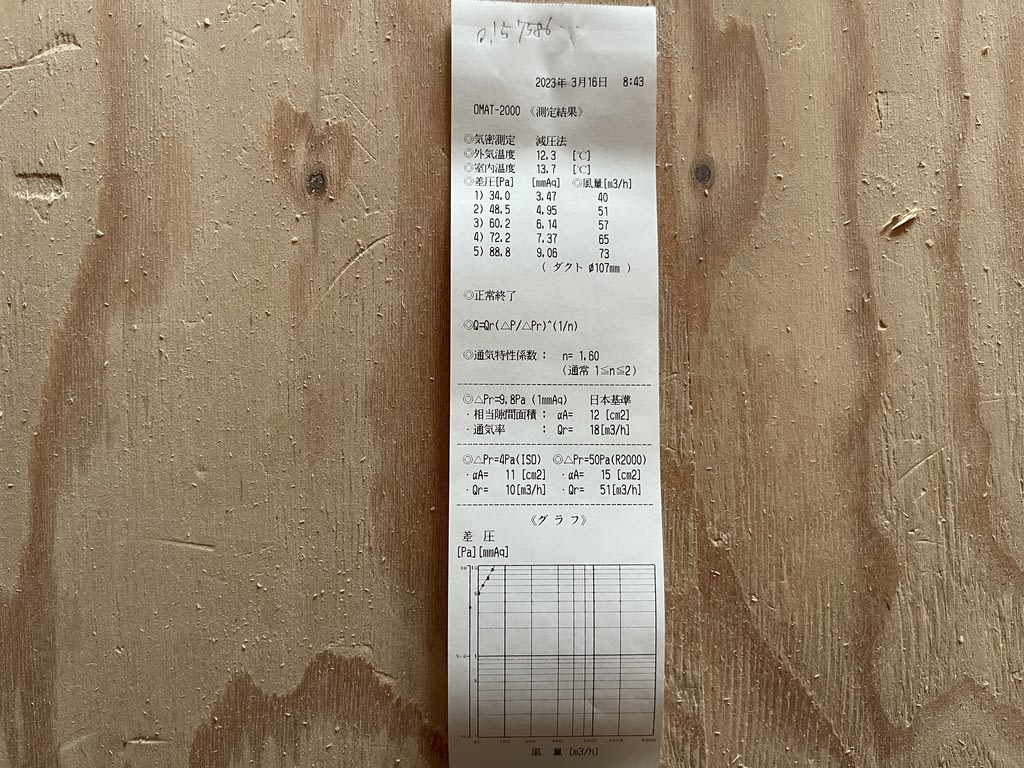 0.157386
2023年 3月16日 8:43
OMAT-2000 《測定結果》
◎気密測定 減圧法
◎外気温度 12.3 [℃]
◎室内温度 13.7 [℃]
◎差圧[Pa] [mmAq] ◎風量[m3/h]
1) 34.0 3.47 40
2) 48.5 4.95 51
3) 60.2 6.14 57
4) 72.2 7.37 65
5) 88.8 9.06 73
( ダクト φ107mm )
◎正常終了
◎Q=Qr(△P/△Pr)^(1/n)
◎通気特性係数 : n= 1.60
(通常 1≦n≦2)
◎△Pr=9.8Pa (1mmAq) 日本基準
・相当隙間面積 : αA= 12 [cm2]
・通気率 : Qr= 18[m3/h]
◎△Pr=4Pa(ISO) ◎△Pr=50Pa(R2000)
・αA= 11 [cm2] ・αA= 15 [cm2]
・Qr= 10[m3/h] ・Qr= 51[m3/h]
《グ ラ フ》
差 圧
[Pa][mmAq]
風 量 [m3/h]